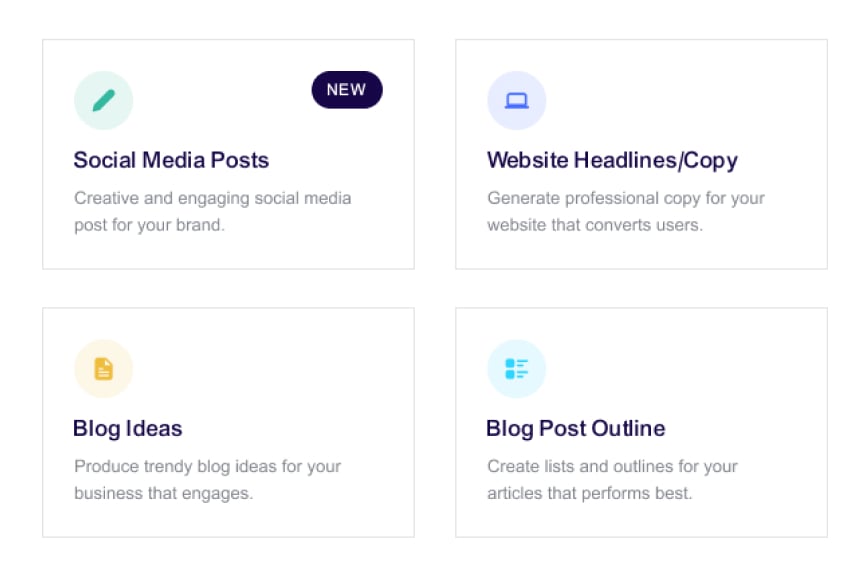 NEW
Social Media Posts
Creative and engaging social media
post for your brand.
Website Headlines/Copy
Generate professional copy for your
website that converts users.
Blog Ideas
Produce trendy blog ideas for your
business that engages.
Blog Post Outline
Create lists and outlines for your
articles that performs best.